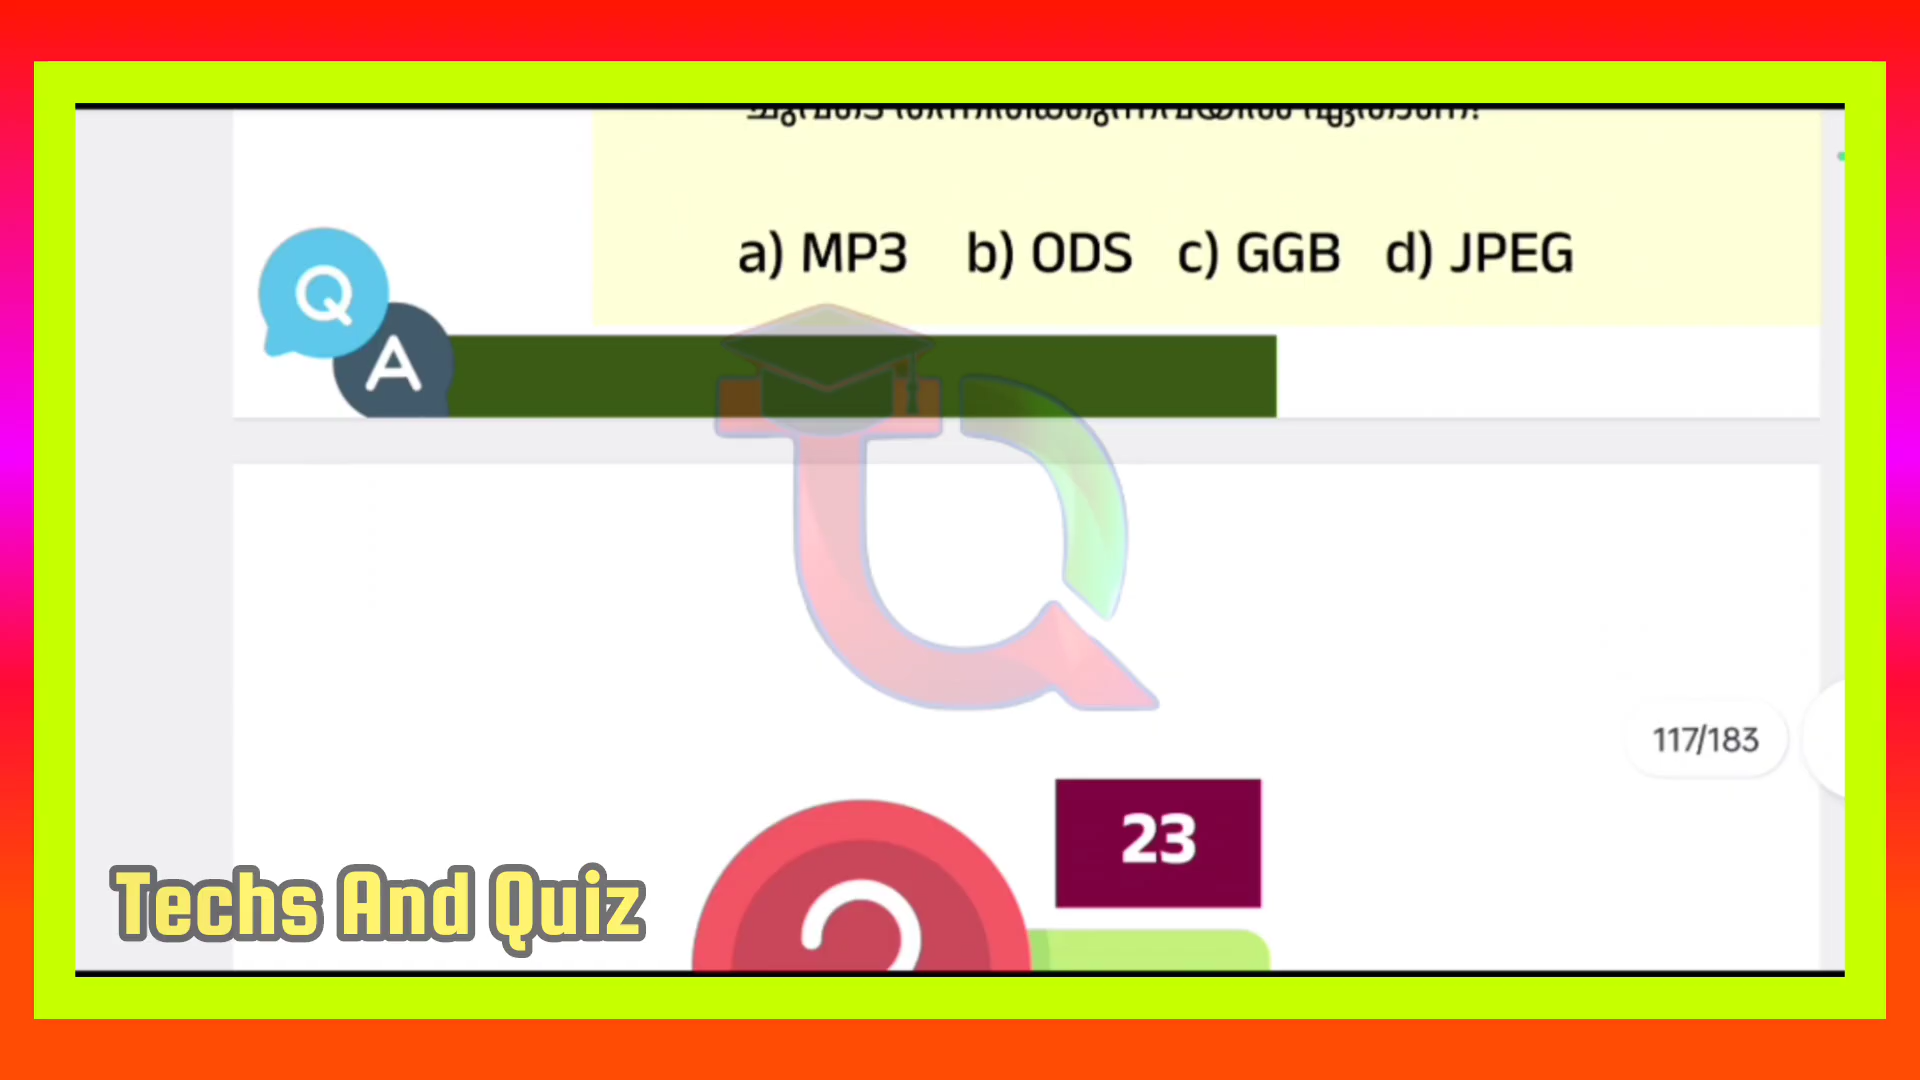 a) MP3 b) ODS c) GGB d) JPEG
Q
A
117/183
23
Techs And Quiz